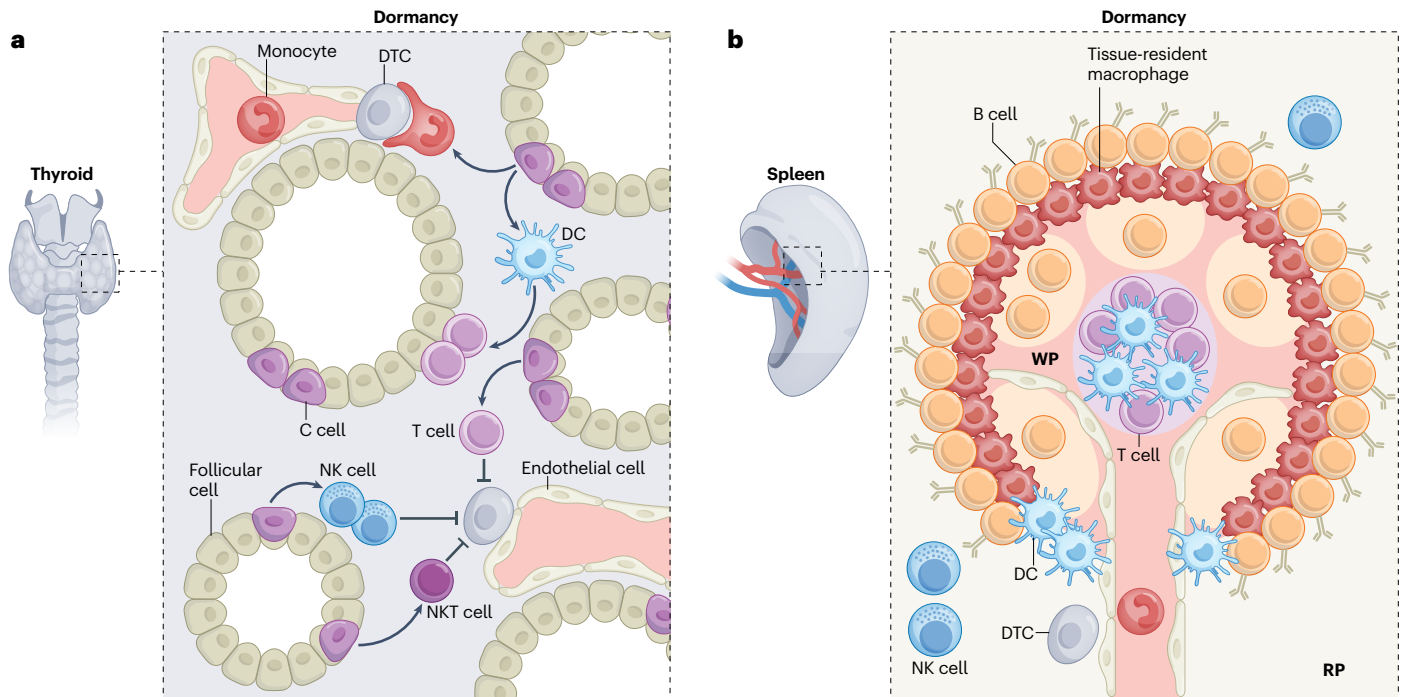 a
Dormancy
Thyroid
Monocyte
DTC
DC
C cell
T cell
Follicular
cell
NK cell
Endothelial cell
NKT cell
b
Dormancy
Spleen
Tissue-resident
macrophage
B cell
WP
T cell
DC
DTC
NK cell
RP